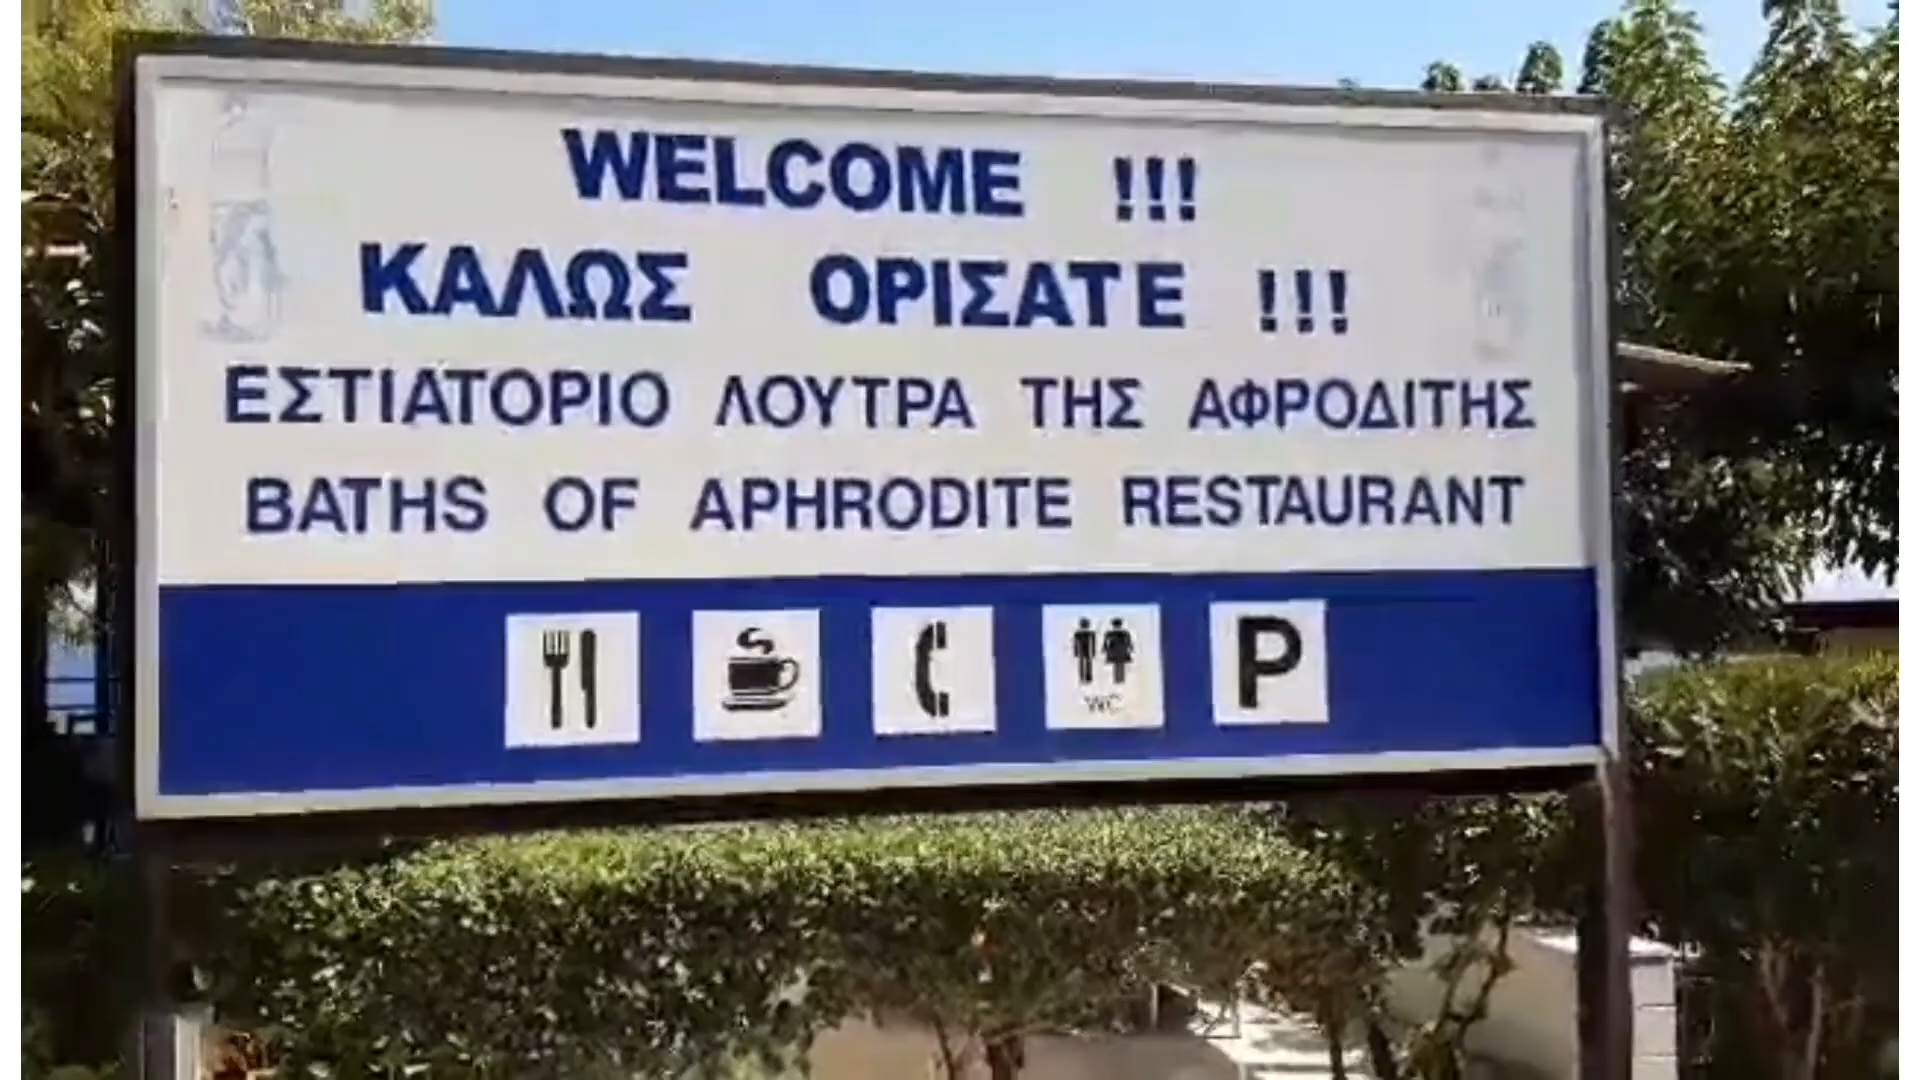 WELCOME !!!
ΚΑΛΩΣ ΟΡΙΣΑΤΕ !!!
ΕΣΤΙΑΤΟΡΙΟ ΛΟΥΤΡΑ ΤΗΣ ΑΦΡΟΔΙΤΗΣ
BATHS OF APHRODITE RESTAURANT
WC
P